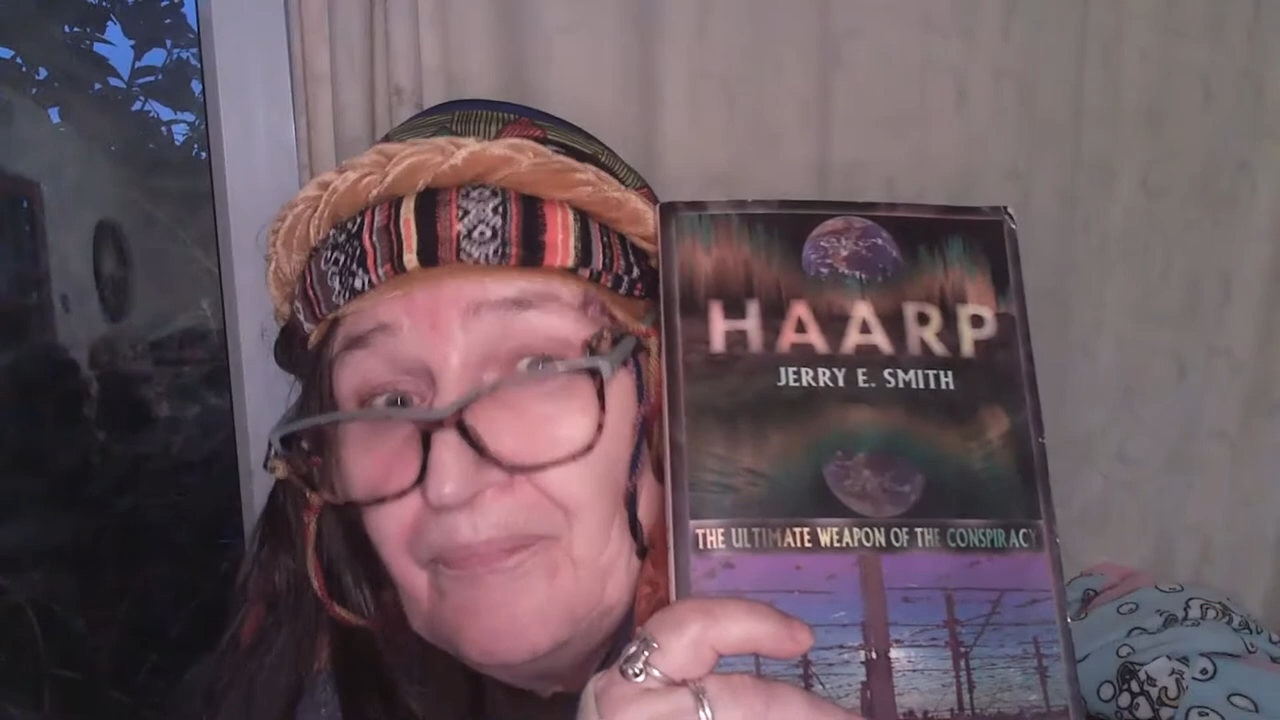 HAARP
JERRY E. SMITH
THE ULTIMATE WEAPON OF THE CONSPIRACY